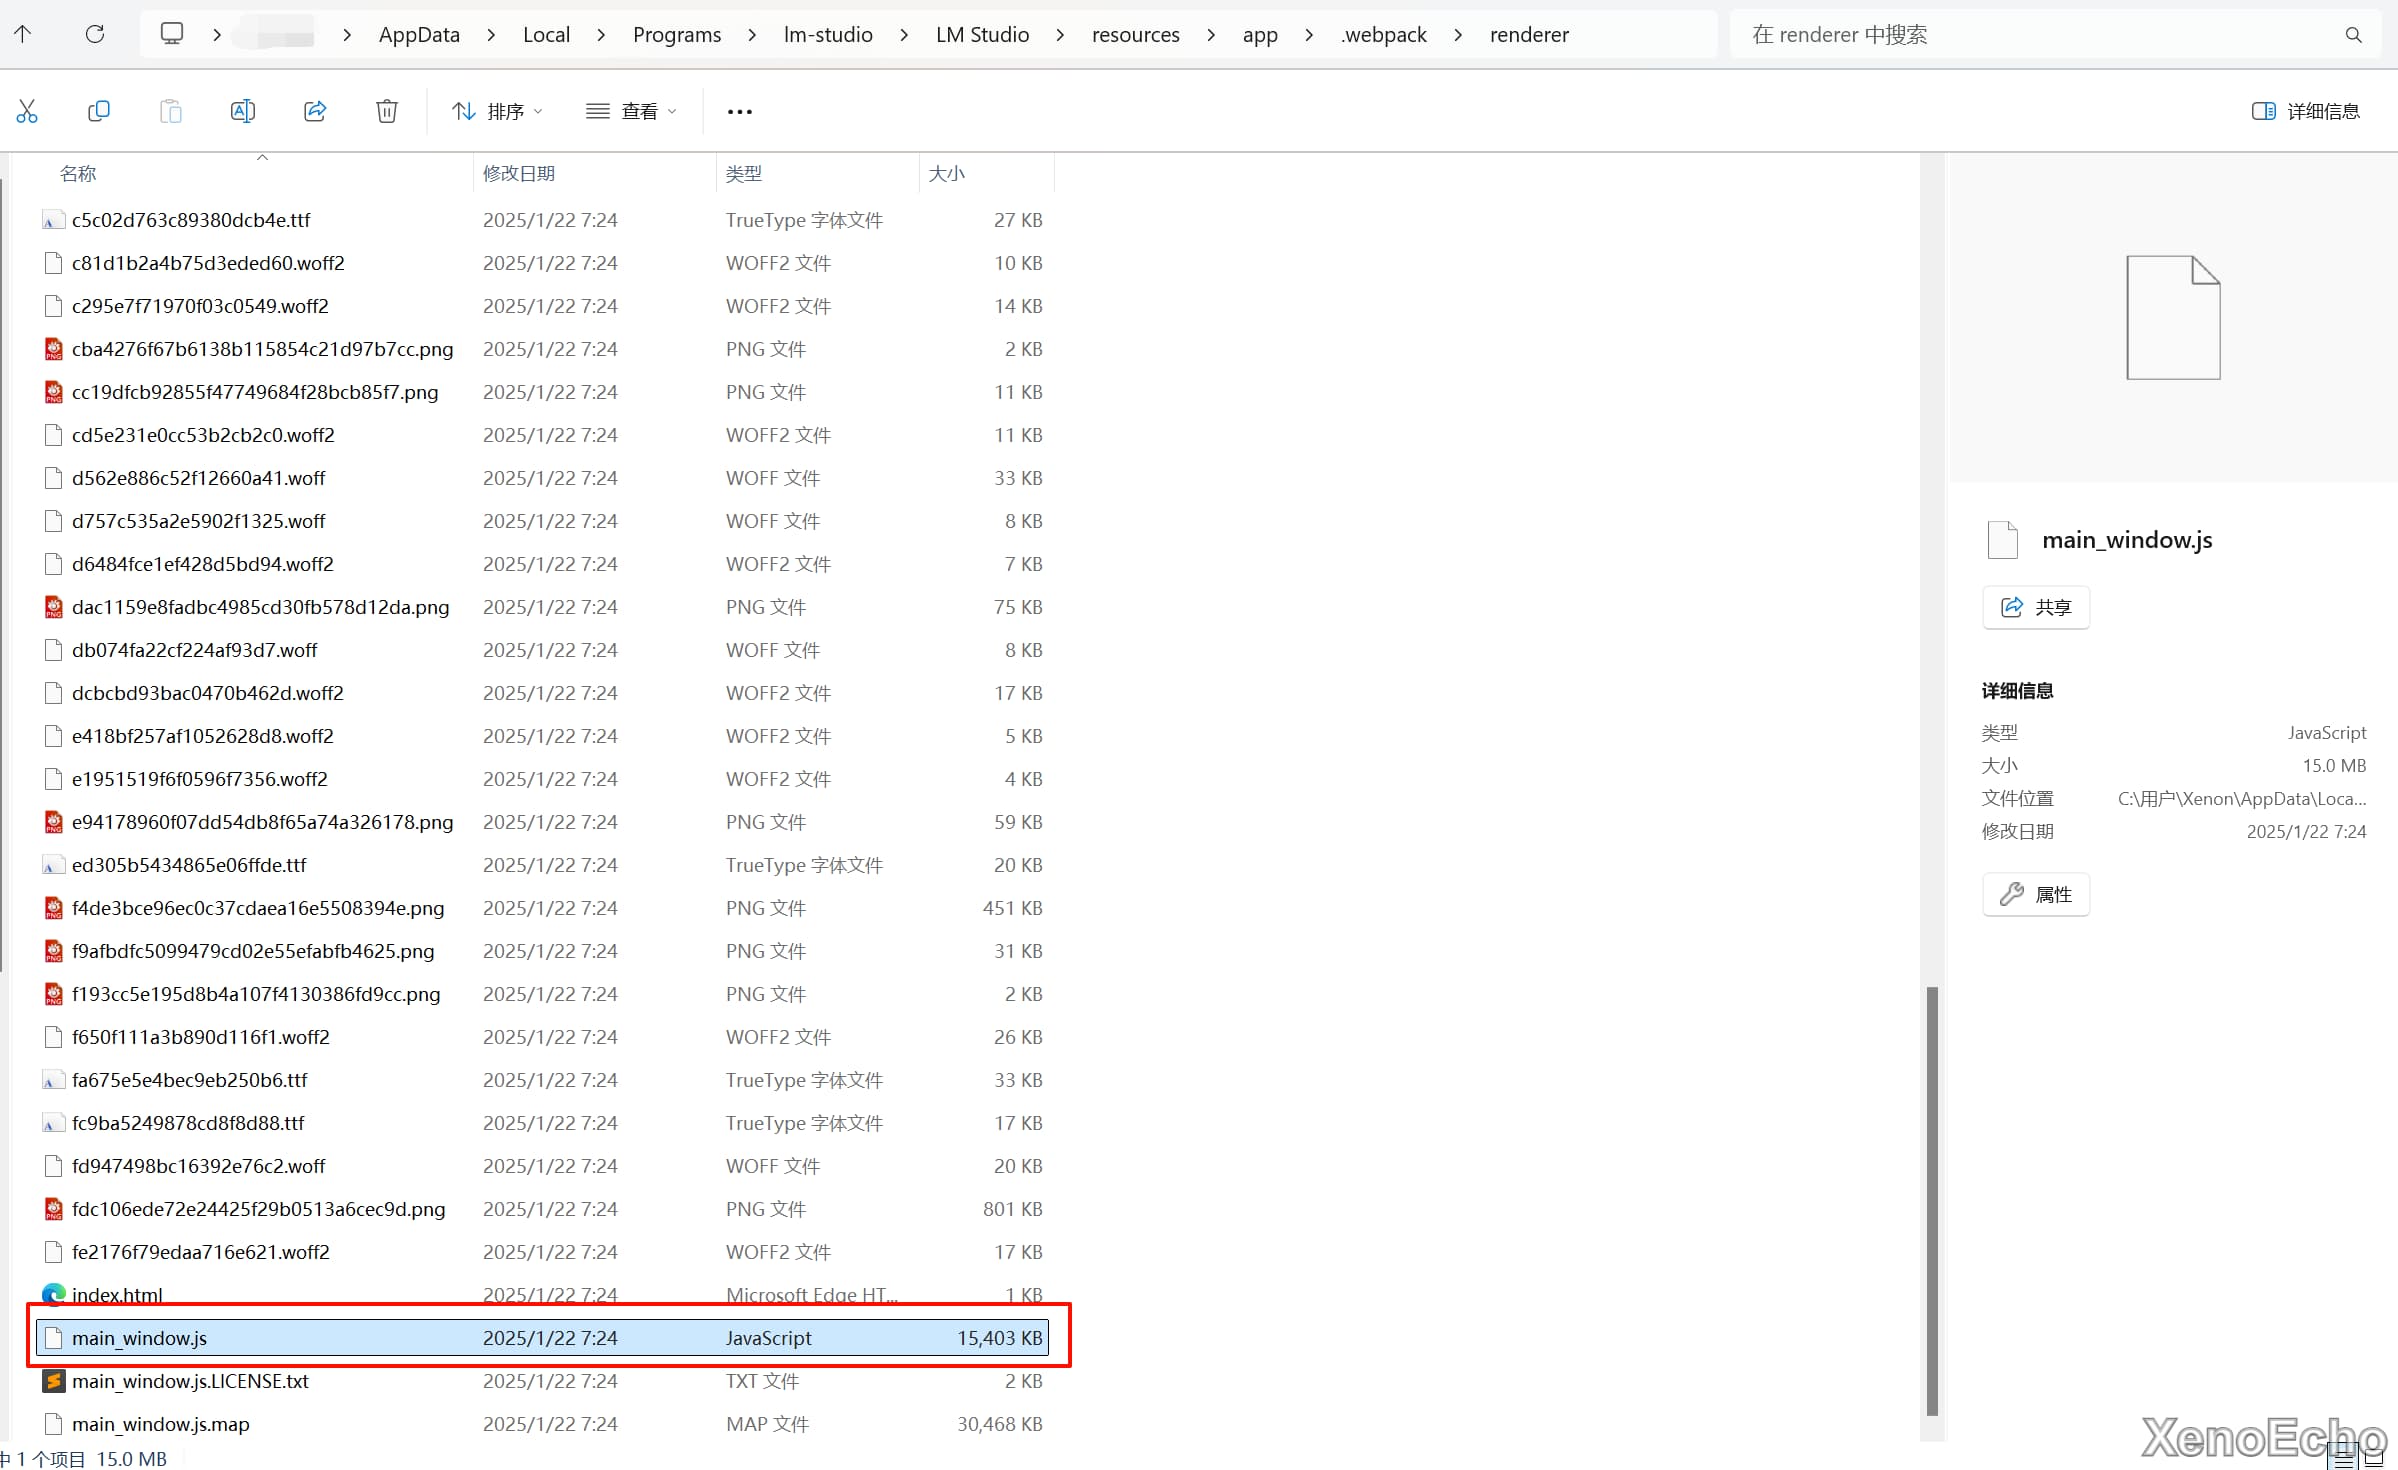 AppData > Local > Programs > lm-studio > LM Studio > resources > app > .webpack > renderer 在 renderer 中搜索
排序 查看 ... 详细信息
名称 修改日期 类型 大小
c5c02d763c89380dcb4e.ttf 2025/1/22 7:24 TrueType 字体文件 27 KB
c81d1b2a4b75d3eded60.woff2 2025/1/22 7:24 WOFF2 文件 10 KB
c295e7f71970f03c0549.woff2 2025/1/22 7:24 WOFF2 文件 14 KB
cba4276f67b6138b115854c21d97b7cc.png 2025/1/22 7:24 PNG 文件 2 KB
cc19dfcb92855f47749684f28bcb85f7.png 2025/1/22 7:24 PNG 文件 11 KB
cd5e231e0cc53b2cb2c0.woff2 2025/1/22 7:24 WOFF2 文件 11 KB
d562e886c52f12660a41.woff 2025/1/22 7:24 WOFF 文件 33 KB
d757c535a2e5902f1325.woff 2025/1/22 7:24 WOFF 文件 8 KB
d6484fce1ef428d5bd94.woff2 2025/1/22 7:24 WOFF2 文件 7 KB
dac1159e8fadbc4985cd30fb578d12da.png 2025/1/22 7:24 PNG 文件 75 KB
db074fa22cf224af93d7.woff 2025/1/22 7:24 WOFF 文件 8 KB
dcbcbd93bac0470b462d.woff2 2025/1/22 7:24 WOFF2 文件 17 KB
e418bf257af1052628d8.woff2 2025/1/22 7:24 WOFF2 文件 5 KB
e1951519f6f0596f7356.woff2 2025/1/22 7:24 WOFF2 文件 4 KB
e94178960f07dd54db8f65a74a326178.png 2025/1/22 7:24 PNG 文件 59 KB
ed305b5434865e06ffde.ttf 2025/1/22 7:24 TrueType 字体文件 20 KB
f4de3bce96ec0c37cdaea16e5508394e.png 2025/1/22 7:24 PNG 文件 451 KB
f9afbdfc5099479cd02e55efabfb4625.png 2025/1/22 7:24 PNG 文件 31 KB
f193cc5e195d8b4a107f4130386fd9cc.png 2025/1/22 7:24 PNG 文件 2 KB
f650f111a3b890d116f1.woff2 2025/1/22 7:24 WOFF2 文件 26 KB
fa675e5e4bec9eb250b6.ttf 2025/1/22 7:24 TrueType 字体文件 33 KB
fc9ba5249878cd8f8d88.ttf 2025/1/22 7:24 TrueType 字体文件 17 KB
fd947498bc16392e76c2.woff 2025/1/22 7:24 WOFF 文件 20 KB
fdc106ede72e24425f29b0513a6cec9d.png 2025/1/22 7:24 PNG 文件 801 KB
fe2176f79edaa716e621.woff2 2025/1/22 7:24 WOFF2 文件 17 KB
index.html 2025/1/22 7:24 Microsoft Edge HT... 1 KB
main_window.js 2025/1/22 7:24 JavaScript 15,403 KB
main_window.js.LICENSE.txt 2025/1/22 7:24 TXT 文件 2 KB
main_window.js.map 2025/1/22 7:24 MAP 文件 30,468 KB
中 1 个项目 15.0 MB
main_window.js
共享
详细信息
类型 JavaScript
大小 15.0 MB
文件位置 C:\用户\Xenon\AppData\Loca...
修改日期 2025/1/22 7:24
属性
XenoEcho